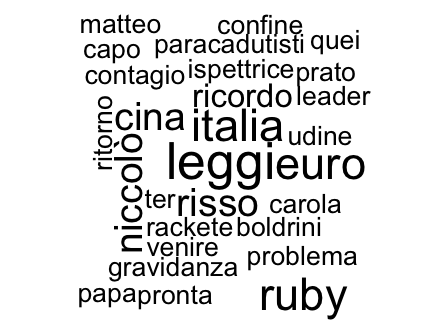 matteo confine
capo paracadutisti quei
contagio ispettrice prato
ricordo leader
ritorno cina italia udine
niccolò leggi euro
ter risso carola
rackete boldrini
venire
gravidanza problema
papa pronta ruby